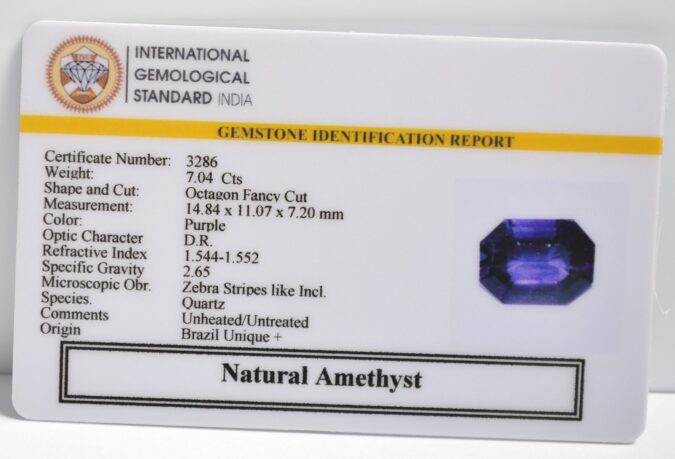 INTERNATIONAL
GEMOLOGICAL
STANDARD INDIA
GEMSTONE IDENTIFICATION REPORT
Certificate Number: 3286
Weight: 7.04 Cts
Shape and Cut: Octagon Fancy Cut
Measurement: 14.84 x 11.07 x 7.20 mm
Color: Purple
Optic Character D.R.
Refractive Index 1.544-1.552
Specific Gravity 2.65
Microscopic Obr. Zebra Stripes like Incl.
Species. Quartz
Comments Unheated/Untreated
Origin Brazil Unique +
Natural Amethyst